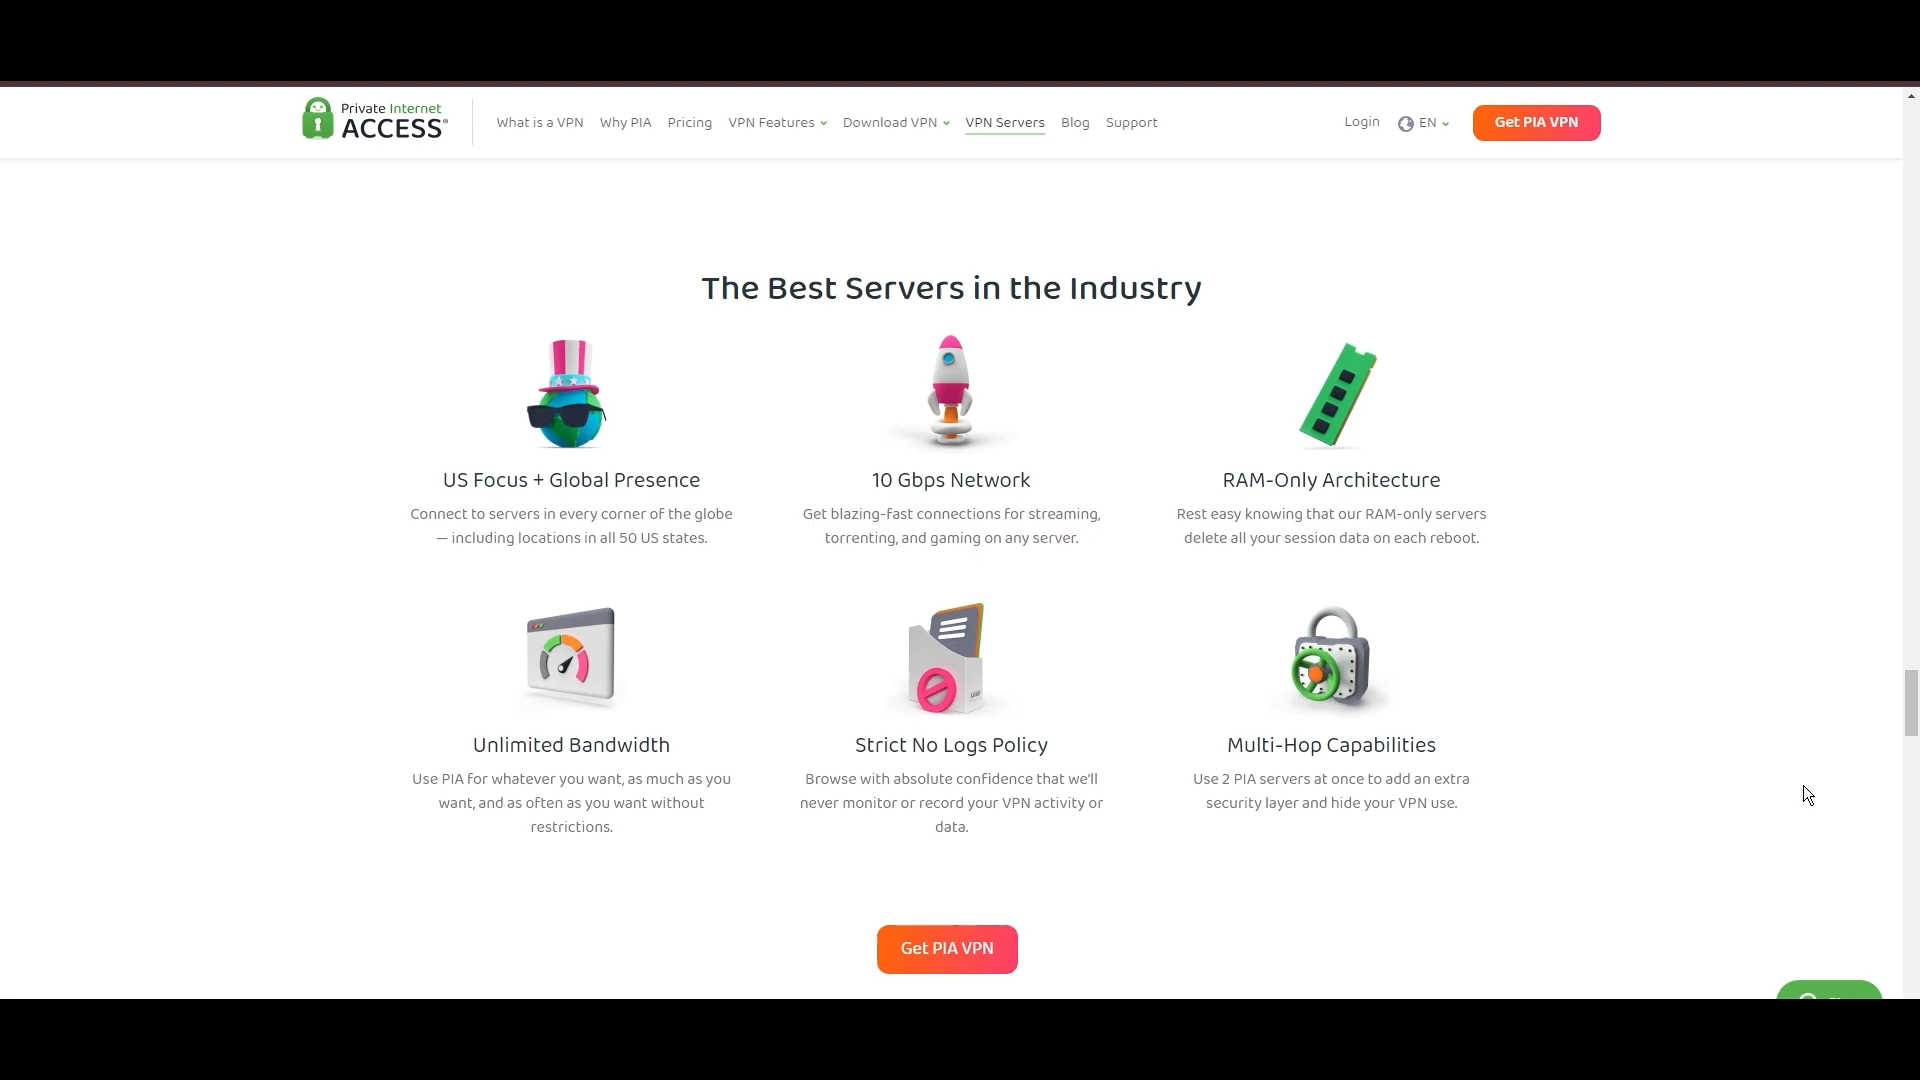 Private Internet
ACCESS®
What is a VPN
Why PIA
Pricing
VPN Features
Download VPN
VPN Servers
Blog
Support
Login
EN
Get PIA VPN
The Best Servers in the Industry
US Focus + Global Presence
Connect to servers in every corner of the globe
— including locations in all 50 US states.
10 Gbps Network
Get blazing-fast connections for streaming,
torrenting, and gaming on any server.
RAM-Only Architecture
Rest easy knowing that our RAM-only servers
delete all your session data on each reboot.
Unlimited Bandwidth
Use PIA for whatever you want, as much as you
want, and as often as you want without
restrictions.
Strict No Logs Policy
Browse with absolute confidence that we'll
never monitor or record your VPN activity or
data.
Multi-Hop Capabilities
Use 2 PIA servers at once to add an extra
security layer and hide your VPN use.
Get PIA VPN